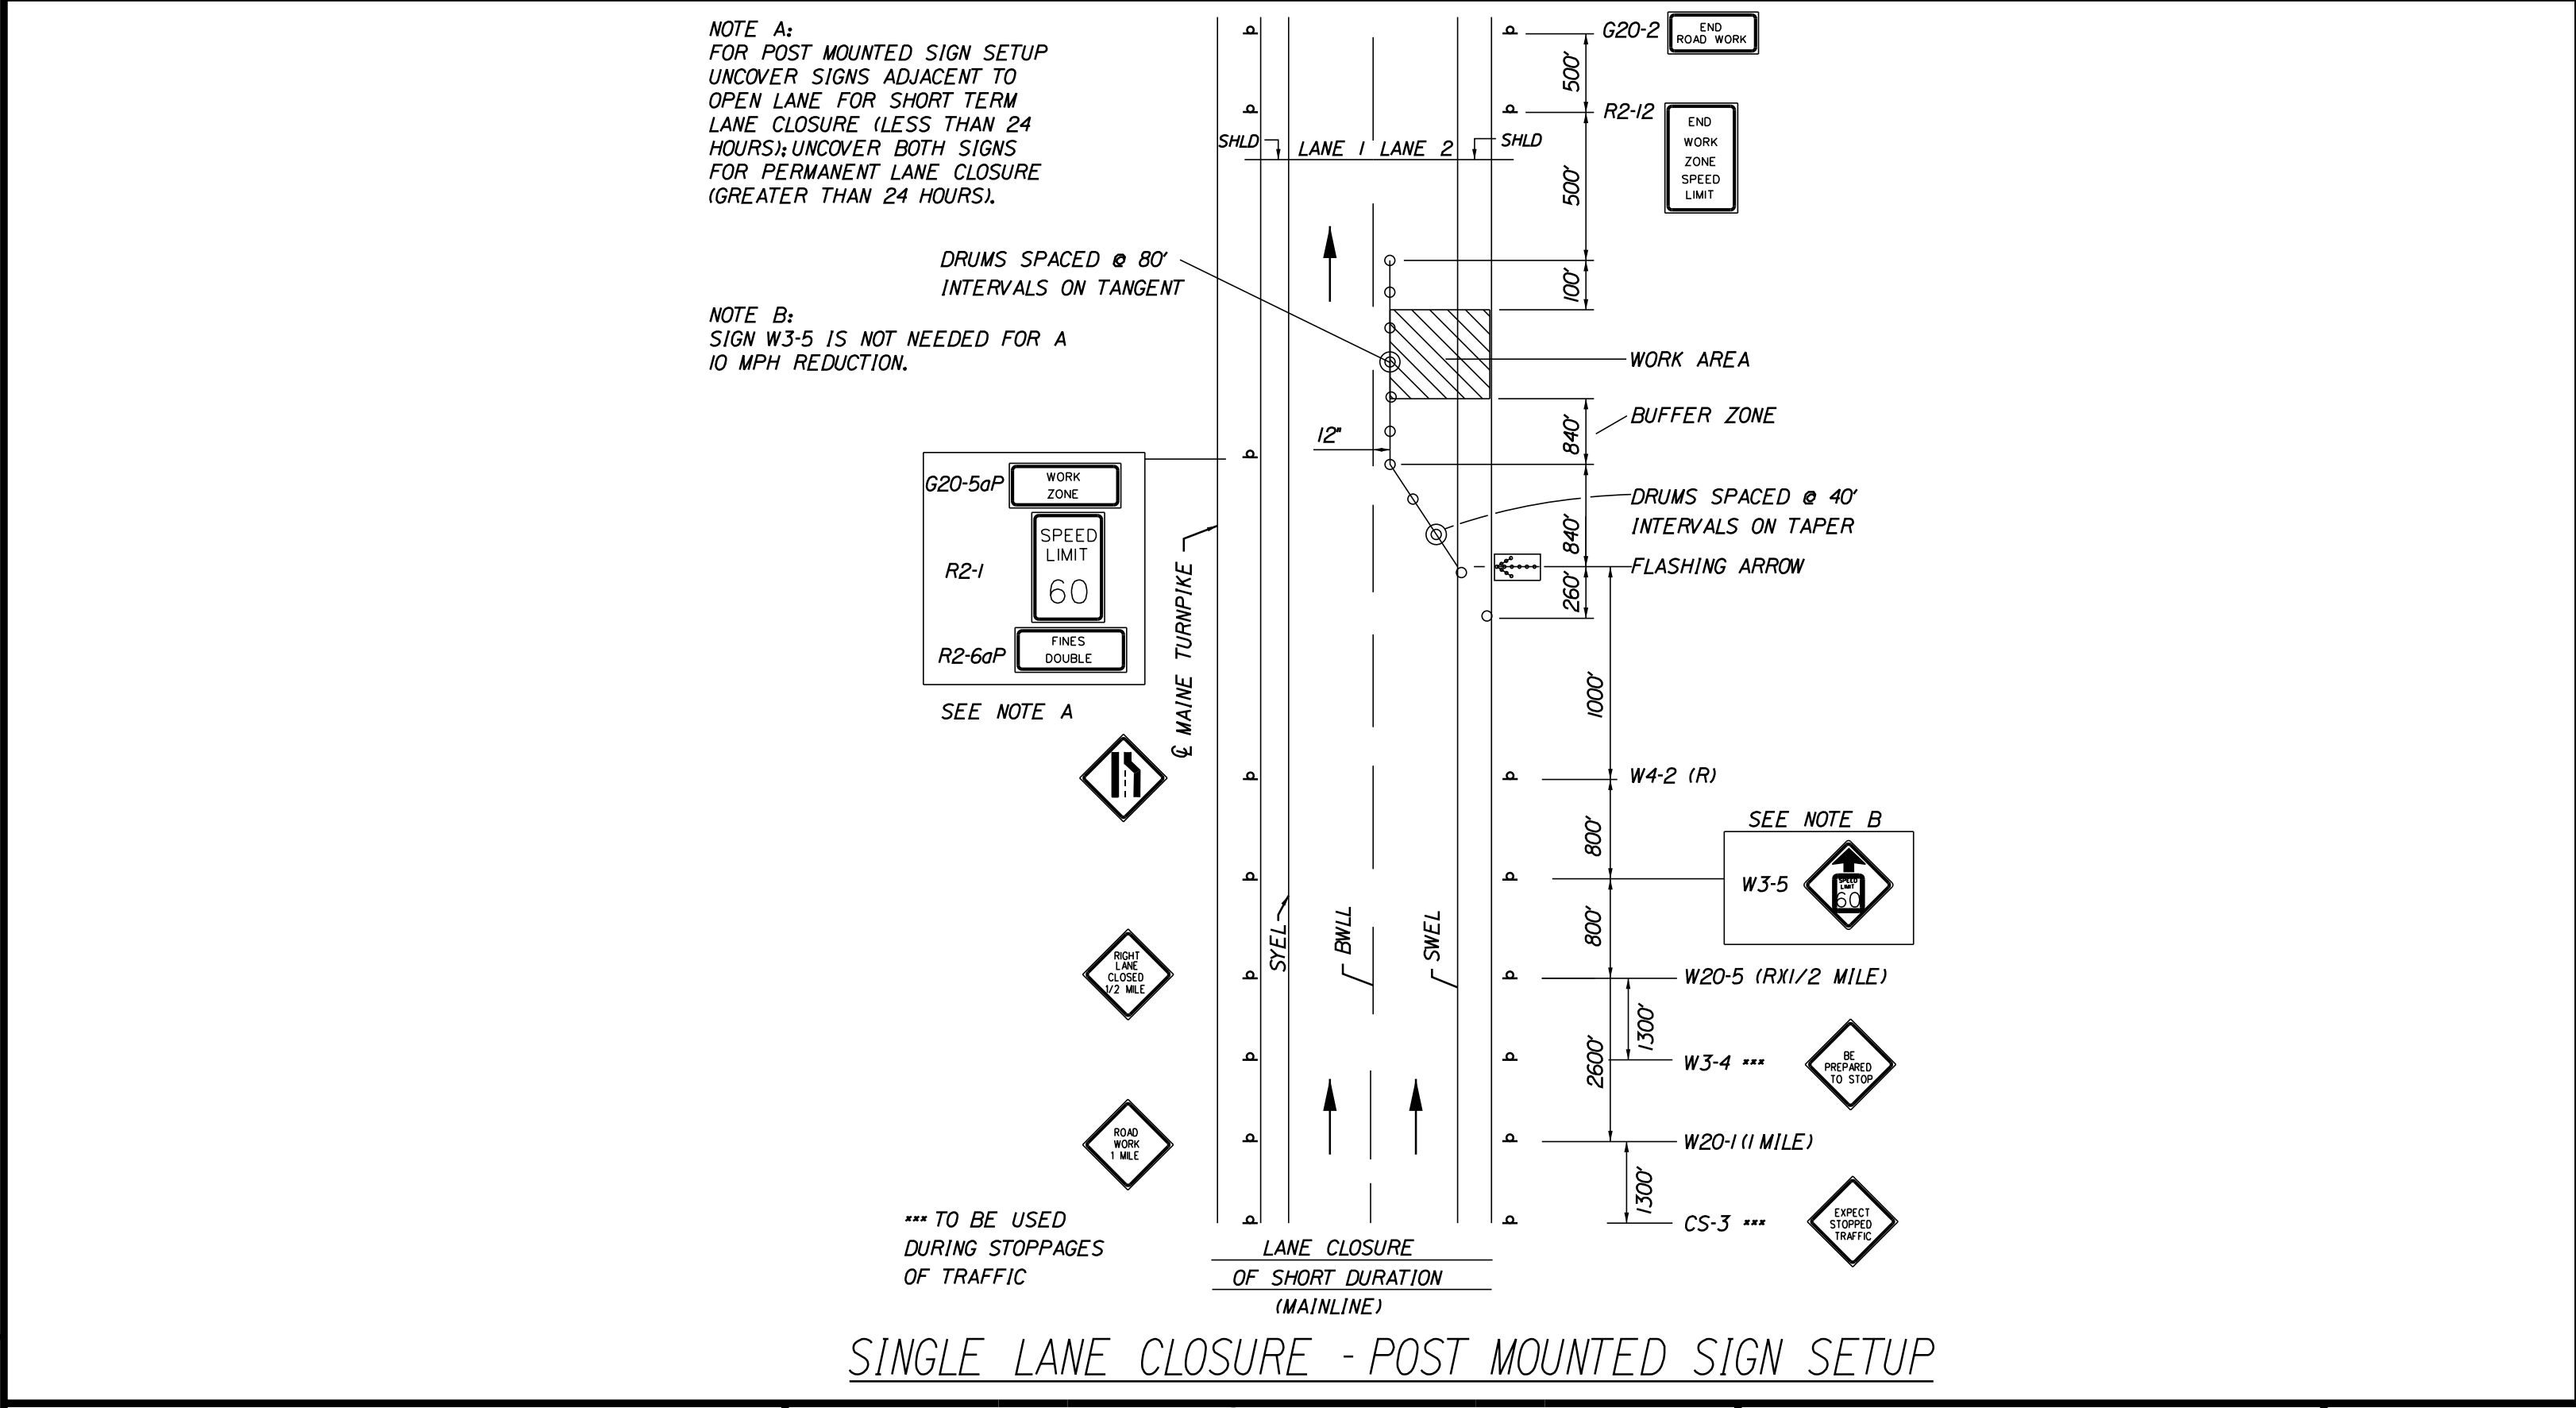 NOTE A:
FOR POST MOUNTED SIGN SETUP
UNCOVER SIGNS ADJACENT TO
OPEN LANE FOR SHORT TERM
LANE CLOSURE (LESS THAN 24
HOURS); UNCOVER BOTH SIGNS
FOR PERMANENT LANE CLOSURE
(GREATER THAN 24 HOURS).
G20-2
END
ROAD WORK
500'
R2-12
END
WORK
ZONE
SPEED
LIMIT
SHLD
LANE 1
LANE 2
SHLD
500'
DRUMS SPACED @ 80'
INTERVALS ON TANGENT
100'
NOTE B:
SIGN W3-5 IS NOT NEEDED FOR A
10 MPH REDUCTION.
WORK AREA
BUFFER ZONE
840'
12"
G20-5aP
WORK
ZONE
R2-1
SPEED
LIMIT
60
R2-6aP
FINES
DOUBLE
SEE NOTE A
DRUMS SPACED @ 40'
INTERVALS ON TAPER
840'
FLASHING ARROW
260'
℄ MAINE TURNPIKE
1000'
W4-2 (R)
800'
SEE NOTE B
W3-5
SPEED
LIMIT
60
800'
SYEL
BWLL
SWEL
RIGHT
LANE
CLOSED
1/2 MILE
W20-5 (R)(1/2 MILE)
1300'
2600'
W3-4 ***
BE
PREPARED
TO STOP
ROAD
WORK
1 MILE
W20-1 (1 MILE)
1300'
CS-3 ***
EXPECT
STOPPED
TRAFFIC
*** TO BE USED
DURING STOPPAGES
OF TRAFFIC
LANE CLOSURE
OF SHORT DURATION
(MAINLINE)
SINGLE LANE CLOSURE - POST MOUNTED SIGN SETUP